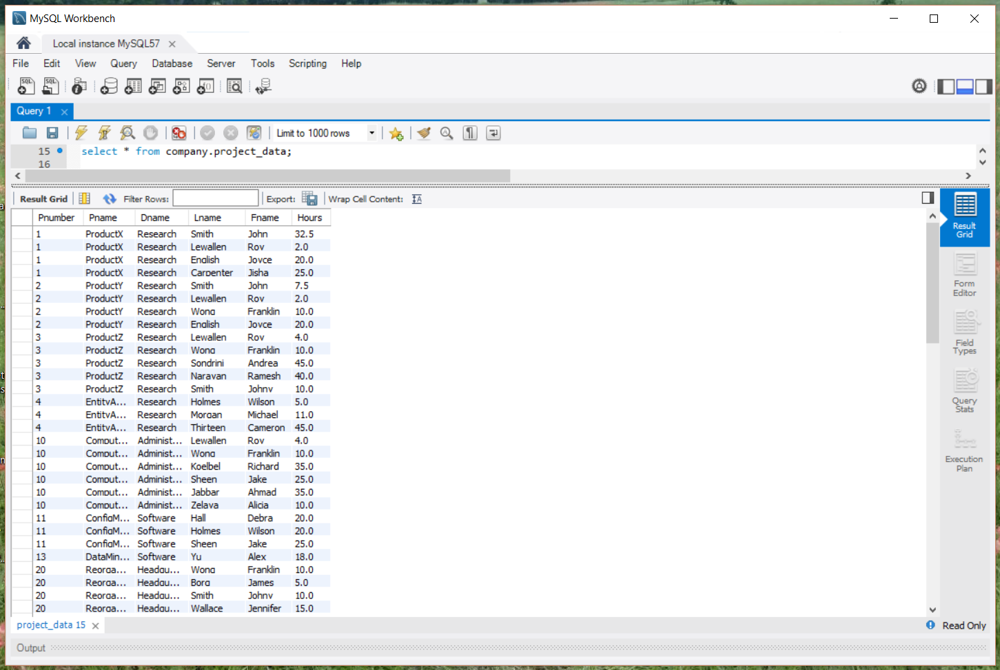 MySQL Workbench
Local instance MySQL57
File Edit View Query Database Server Tools Scripting Help
Query 1
Limit to 1000 rows
15 select * from company.project_data;
16
Result Grid Filter Rows: Export: Wrap Cell Content:
Pnumber Pname Dname Lname Fname Hours
1 ProductX Research Smith John 32.5
1 ProductX Research Lewallen Roy 2.0
1 ProductX Research English Joyce 20.0
1 ProductX Research Carpenter Jisha 25.0
2 ProductY Research Smith John 7.5
2 ProductY Research Lewallen Roy 2.0
2 ProductY Research Wong Franklin 10.0
2 ProductY Research English Joyce 20.0
3 ProductZ Research Lewallen Roy 4.0
3 ProductZ Research Wong Franklin 10.0
3 ProductZ Research Sondrini Andrea 45.0
3 ProductZ Research Narayan Ramesh 40.0
3 ProductZ Research Smith Johny 10.0
4 EntityA... Research Holmes Wilson 5.0
4 EntityA... Research Morgan Michael 11.0
4 EntityA... Research Thirteen Cameron 45.0
10 Comput... Administ... Lewallen Roy 4.0
10 Comput... Administ... Wong Franklin 10.0
10 Comput... Administ... Koelbel Richard 35.0
10 Comput... Administ... Sheen Jake 25.0
10 Comput... Administ... Jabbar Ahmad 35.0
10 Comput... Administ... Zelaya Alicia 10.0
11 ConfigM... Software Hall Debra 20.0
11 ConfigM... Software Holmes Wilson 20.0
11 ConfigM... Software Sheen Jake 25.0
13 DataMin... Software Yu Alex 18.0
20 Reorga... Headqu... Wong Franklin 10.0
20 Reorga... Headqu... Borg James 5.0
20 Reorga... Headqu... Smith Johny 10.0
20 Reorga... Headqu... Wallace Jennifer 15.0
Result
Grid
Form
Editor
Field
Types
Query
Stats
Execution
Plan
project_data 15
Read Only
Output